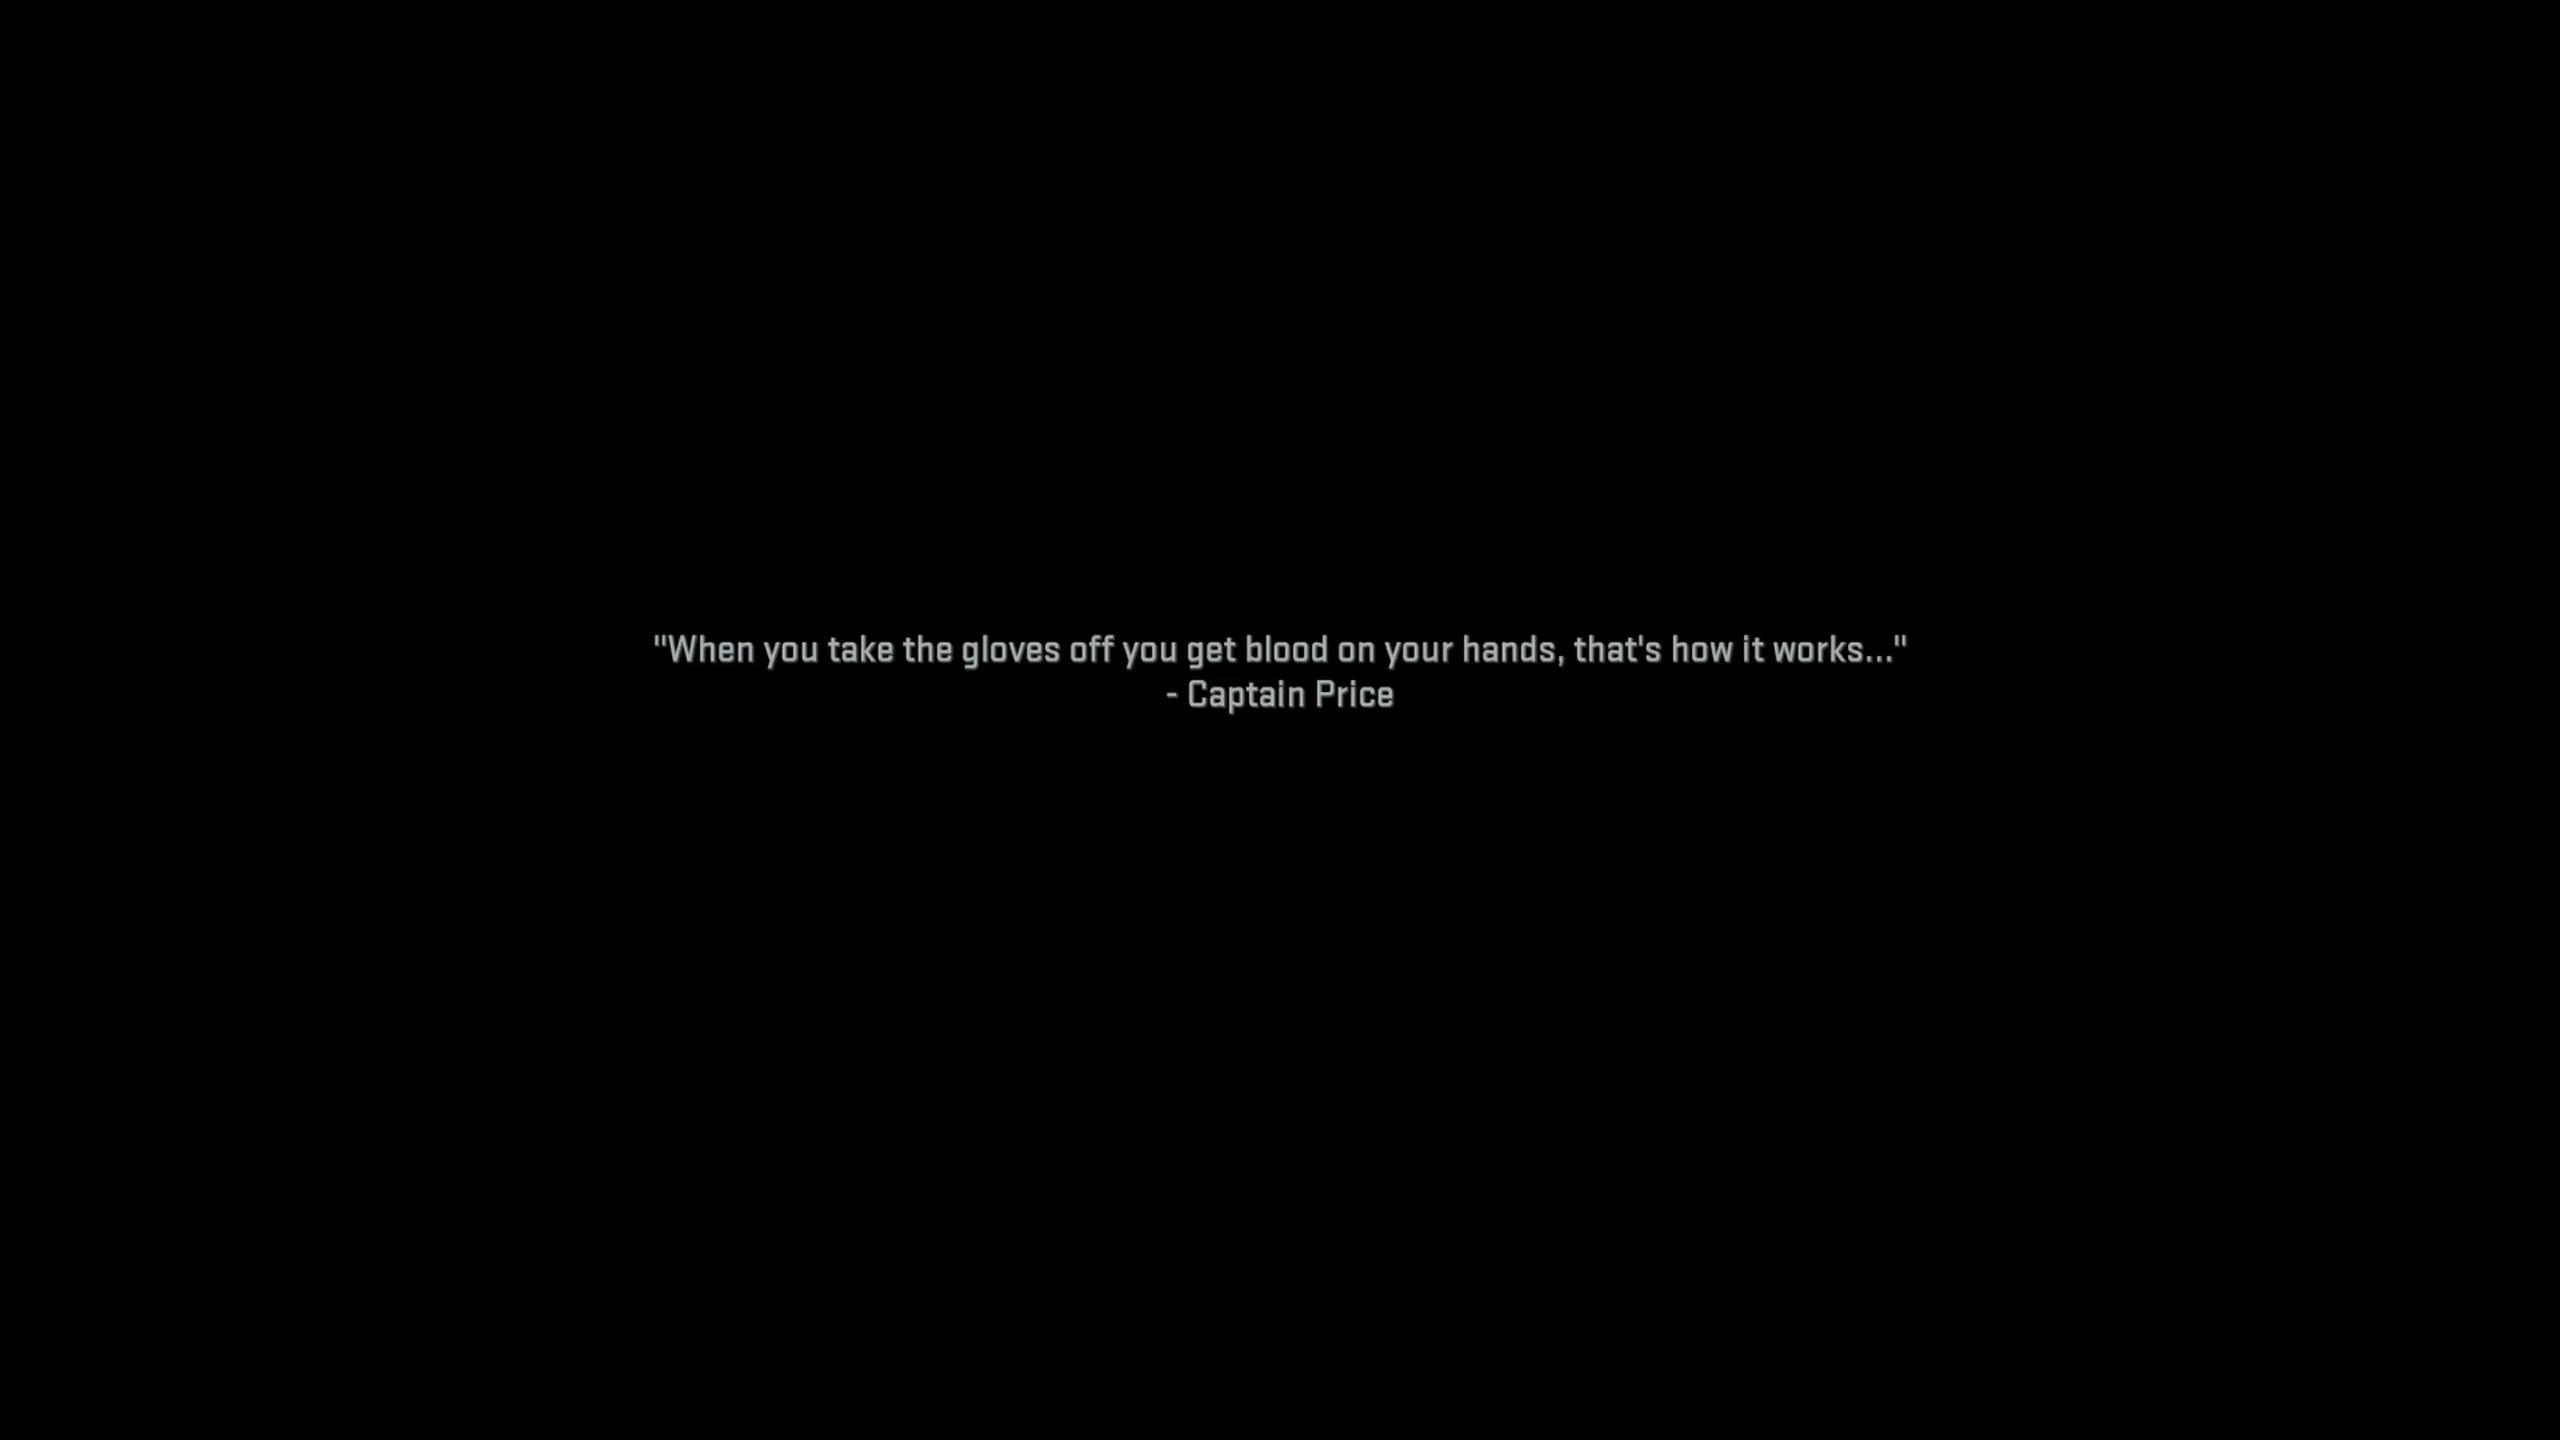 "When you take the gloves off you get blood on your hands, that's how it works..."
- Captain Price